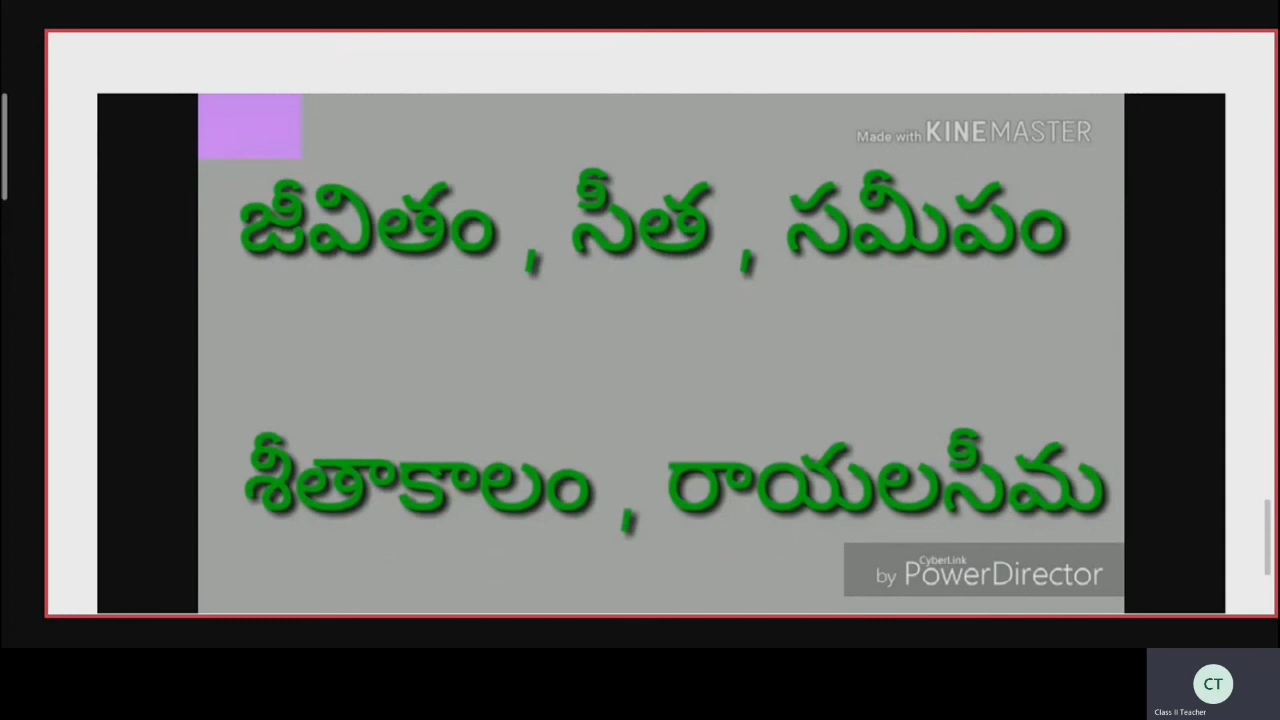 Made with KINEMASTER
జీవితం , సీత , సమీపం
శీతాకాలం , రాయలసీమ
CyberLink
by PowerDirector
CT
Class II Teacher